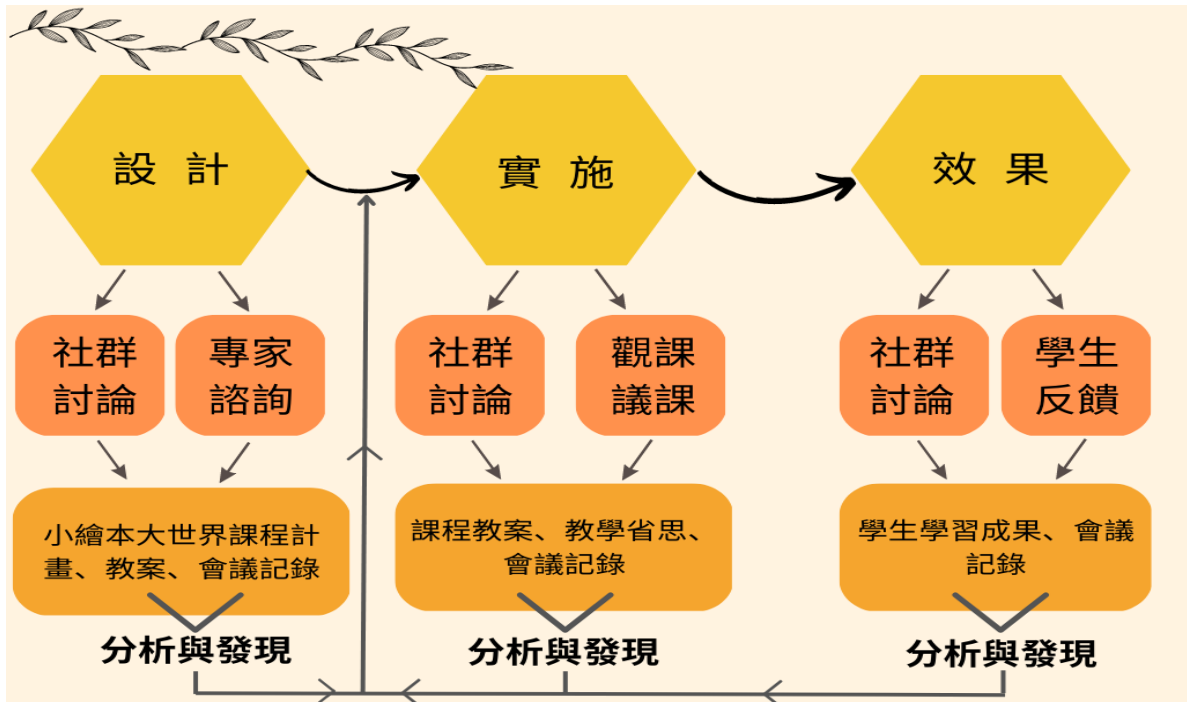 設計
實施
效果
社群
討論
專家
諮詢
社群
討論
觀課
議課
社群
討論
學生
反饋
小繪本大世界課程計
畫、教案、會議記錄
課程教案、教學省思、
會議記錄
學生學習成果、會議
記錄
分析與發現
分析與發現
分析與發現